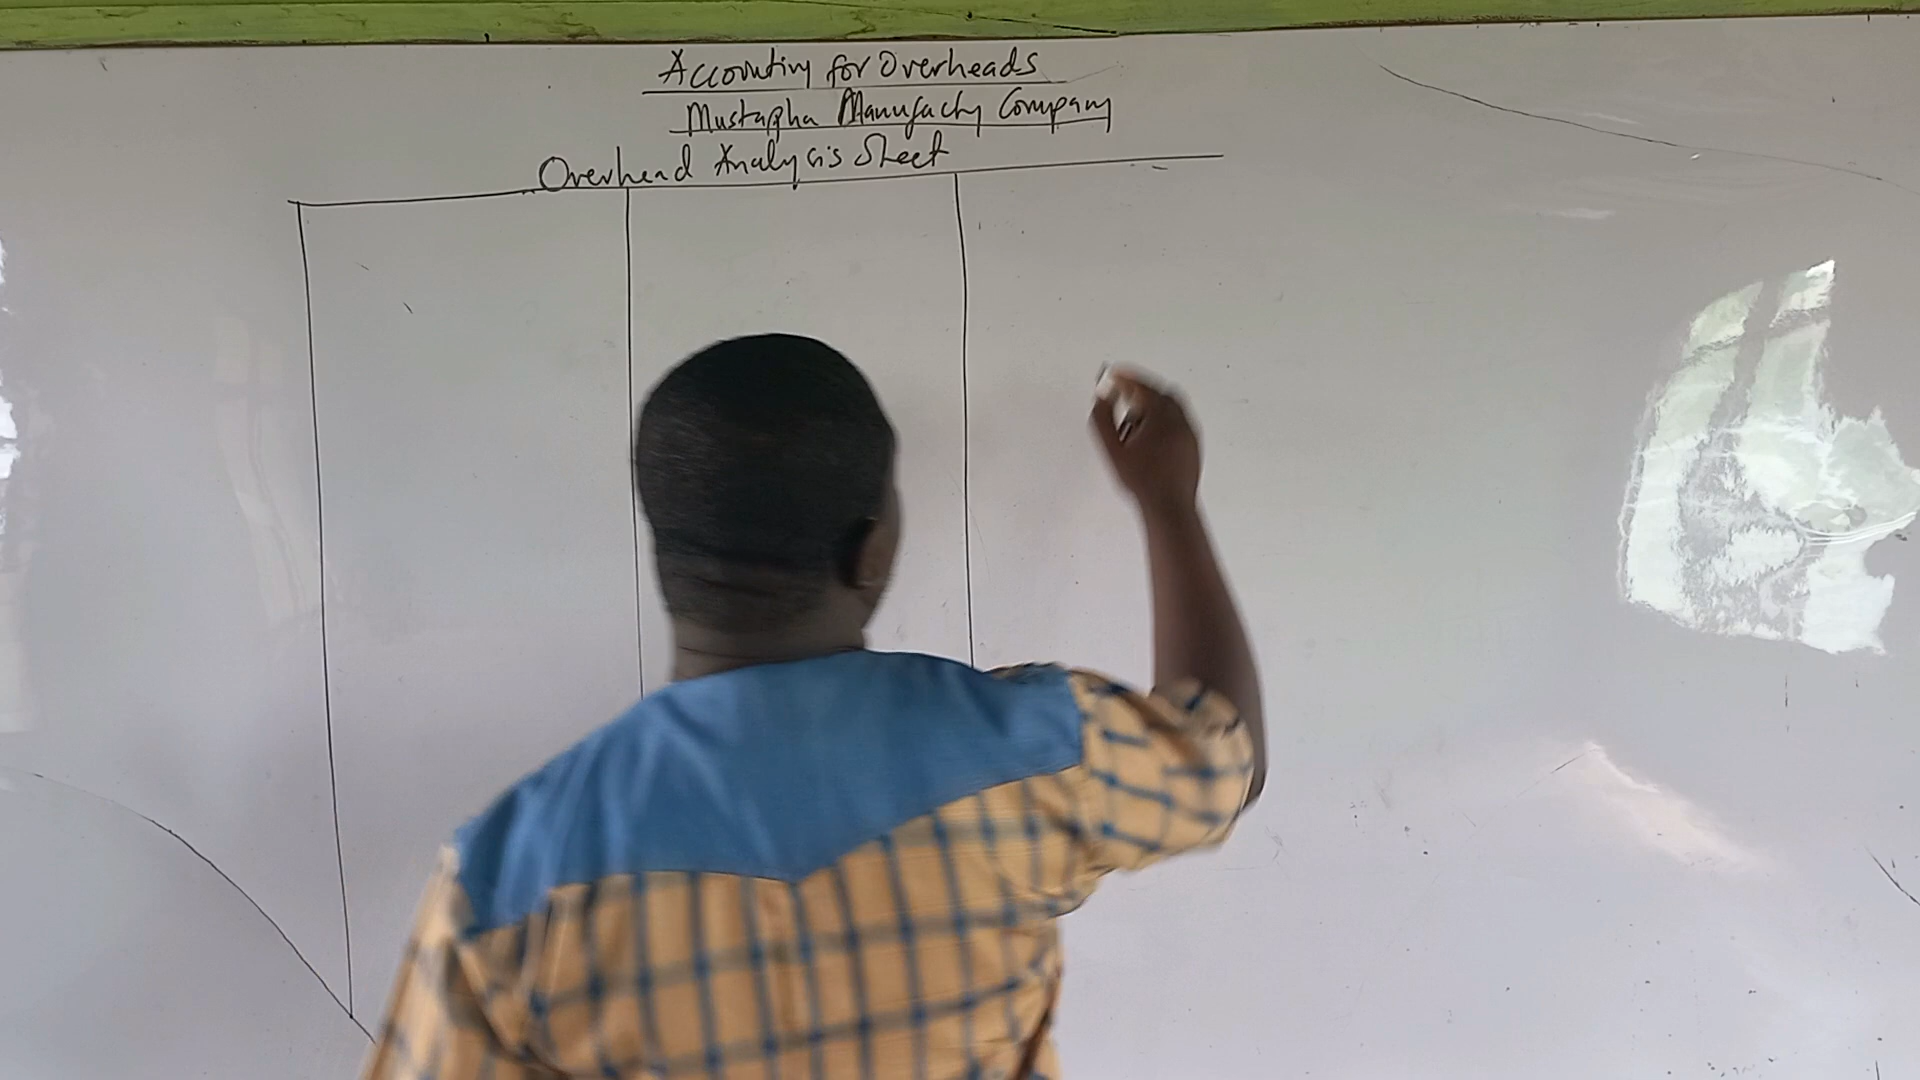 Accounting for Overheads
Mustapha Manufacty Company
Overhead Analysis Sheet